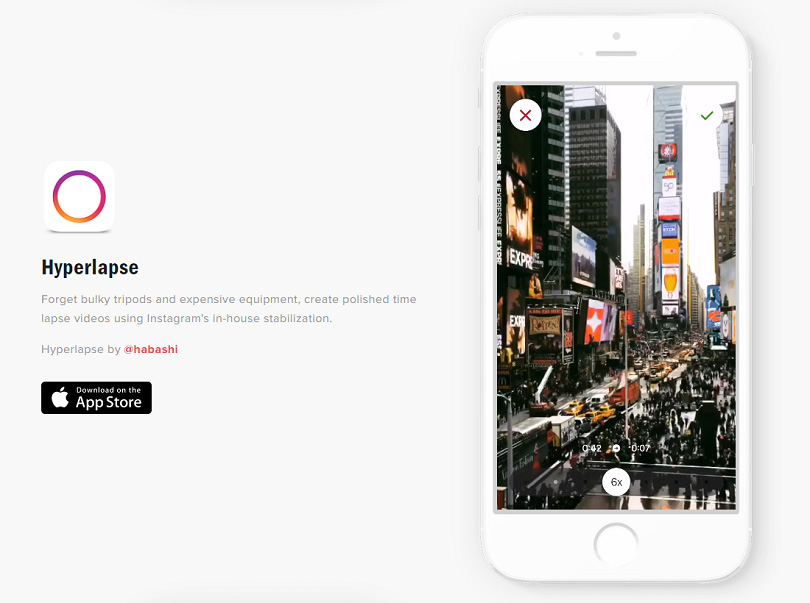 Hyperlapse
Forget bulky tripods and expensive equipment, create polished time
lapse videos using Instagram's in-house stabilization.
Hyperlapse by @habashi
Download on the
App Store
EXPR
EXPR
0:42 0:07
6x